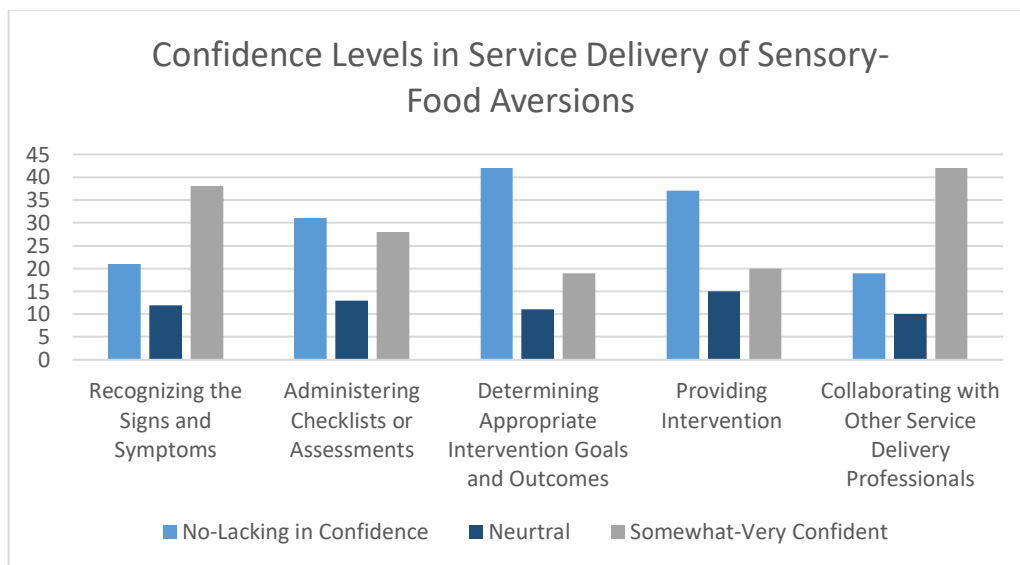 Confidence Levels in Service Delivery of Sensory-
Food Aversions
45
40
35
30
25
20
15
10
5
0
Recognizing the
Signs and
Symptoms
Administering
Checklists or
Assessments
Determining
Appropriate
Intervention Goals
and Outcomes
Providing
Intervention
Collaborating with
Other Service
Delivery
Professionals
No-Lacking in Confidence
Neurtral
Somewhat-Very Confident